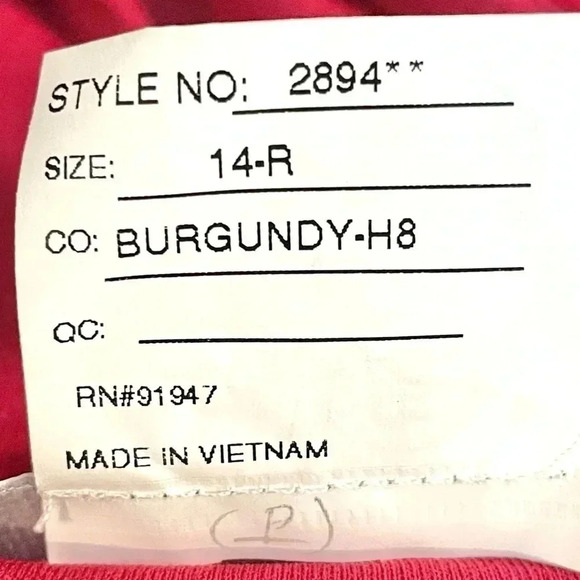 STYLE NO: 2894**
SIZE: 14-R
CO: BURGUNDY-H8
QC:
RN#91947
MADE IN VIETNAM
(P)